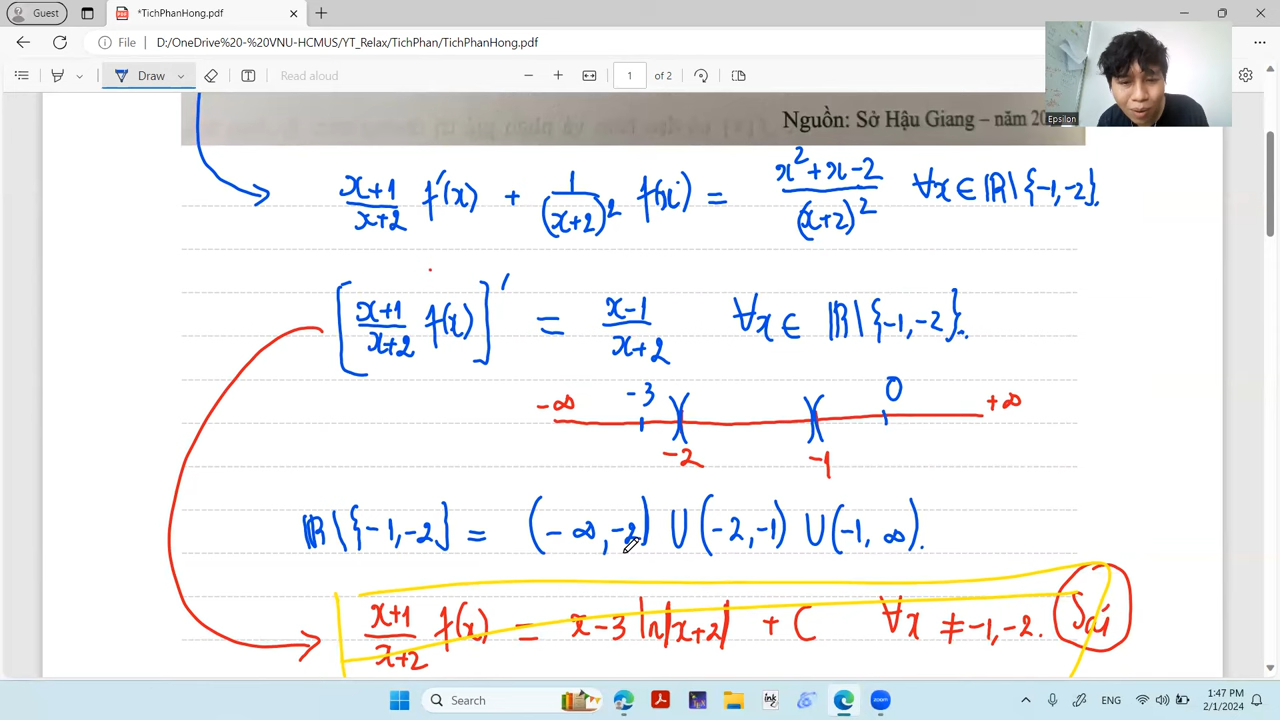 Guest
*TichPhanHong.pdf
File
D:/OneDrive%20-%20VNU-HCMUS/YT_Relax/TichPhan/TichPhanHong.pdf
Draw
Read aloud
1 of 2
Epsilon
Nguồn: Sở Hậu Giang – năm 20
x+1/x+2 f'(x) + 1/(x+2)² f(x) = x²+x-2/(x+2)² ∀x ∈ ℝ\{-1,-2}.
[x+1/x+2 f(x)]' = x-1/x+2 ∀x ∈ ℝ\{-1,-2}.
-∞ -3 -2 -1 0 +∞
ℝ\{-1,-2} = (-∞,-2) ∪ (-2,-1) ∪ (-1, ∞).
x+1/x+2 f(x) = x-3 ln|x+2| + C ∀x ≠ -1,-2. Sai
Search
ENG
1:47 PM
2/1/2024
zoom
ink